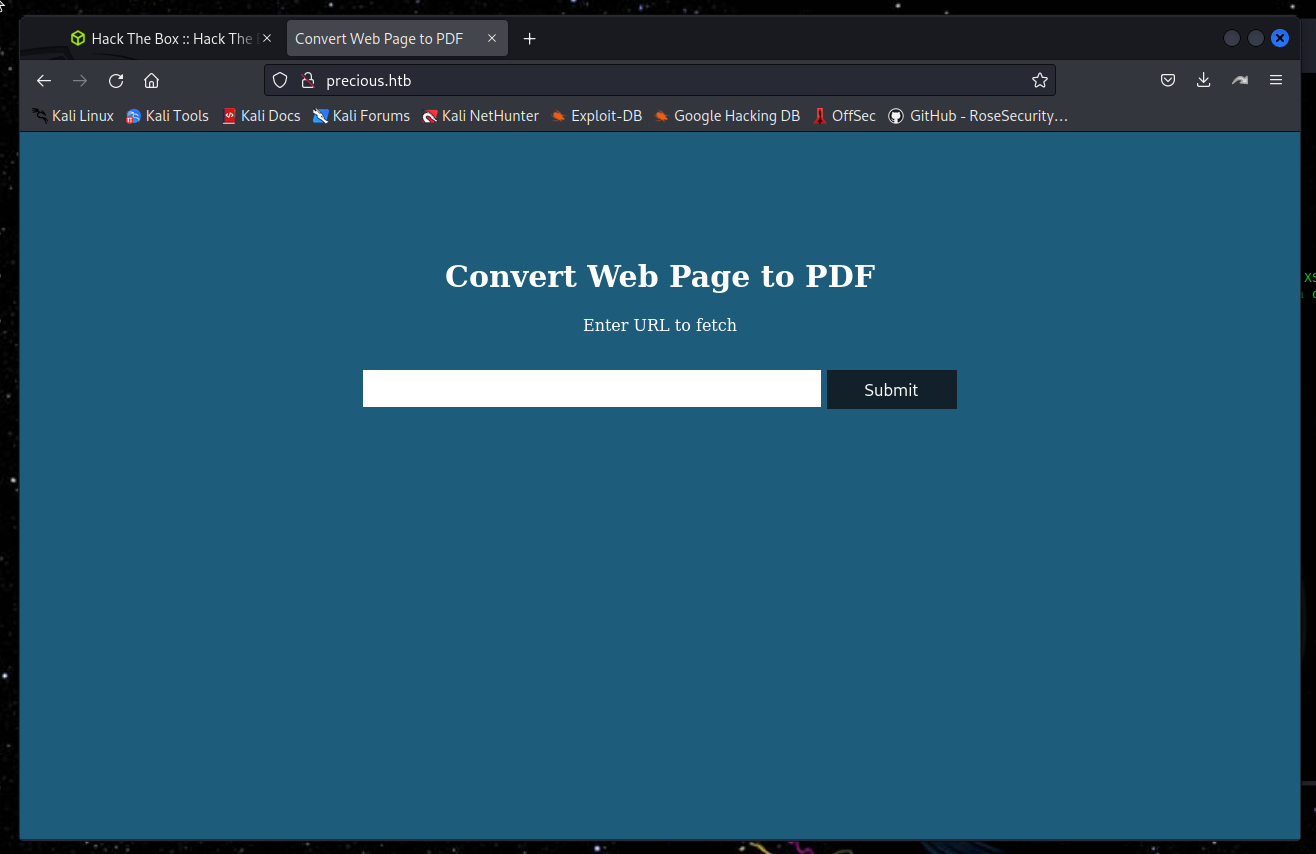 Hack The Box :: Hack The
Convert Web Page to PDF
precious.htb
Kali Linux Kali Tools Kali Docs Kali Forums Kali NetHunter Exploit-DB Google Hacking DB OffSec GitHub - RoseSecurity…
Convert Web Page to PDF
Enter URL to fetch
Submit
XS